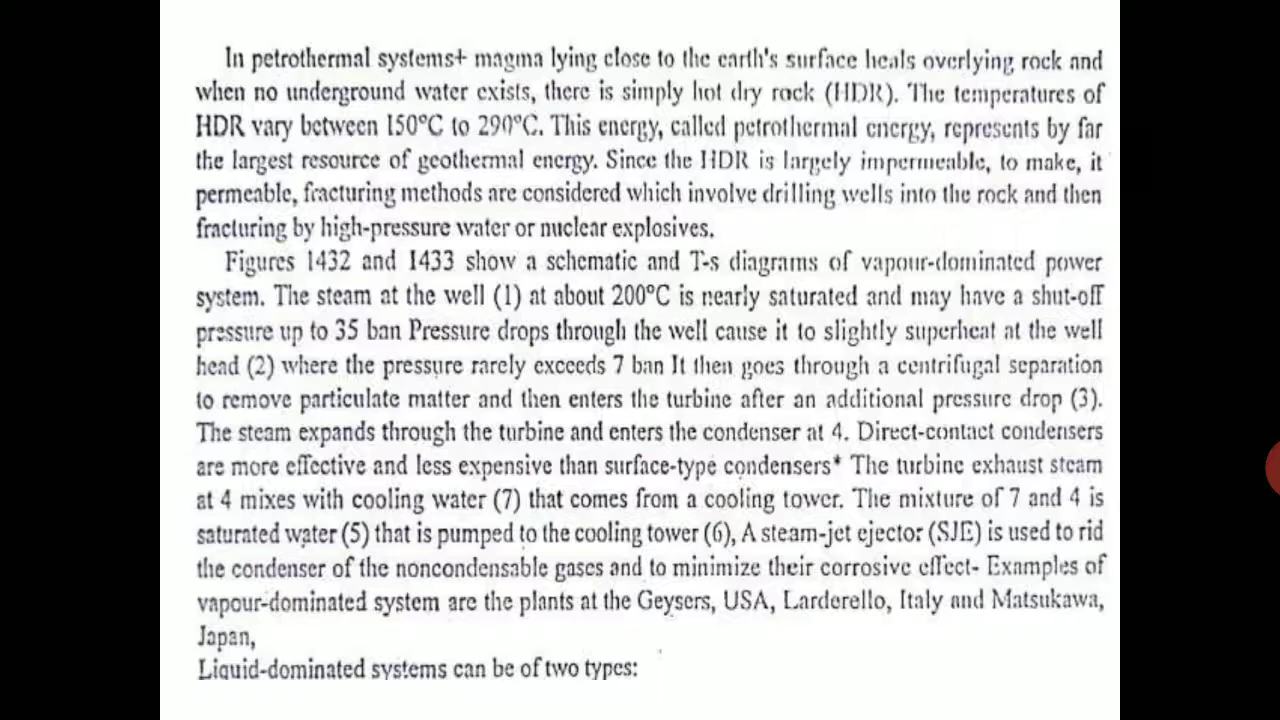 In petrothermal systems+ magma lying close to the earth's surface heals overlying rock and
when no underground water exists, there is simply hot dry rock (HDR). The temperatures of
HDR vary between 150°C to 290°C. This energy, called petrothermal energy, represents by far
the largest resource of geothermal energy. Since the HDR is largely impermeable, to make, it
permeable, fracturing methods are considered which involve drilling wells into the rock and then
fracturing by high-pressure water or nuclear explosives.
Figures 1432 and 1433 show a schematic and T-s diagrams of vapour-dominated power
system. The steam at the well (1) at about 200°C is nearly saturated and may have a shut-off
pressure up to 35 ban Pressure drops through the well cause it to slightly superheat at the well
head (2) where the pressure rarely exceeds 7 ban It then goes through a centrifugal separation
to remove particulate matter and then enters the turbine after an additional pressure drop (3).
The steam expands through the turbine and enters the condenser at 4. Direct-contact condensers
are more effective and less expensive than surface-type condensers* The turbine exhaust steam
at 4 mixes with cooling water (7) that comes from a cooling tower. The mixture of 7 and 4 is
saturated water (5) that is pumped to the cooling tower (6), A steam-jet ejector (SJE) is used to rid
the condenser of the noncondensable gases and to minimize their corrosive effect- Examples of
vapour-dominated system are the plants at the Geysers, USA, Larderello, Italy and Matsukawa,
Japan,
Liquid-dominated systems can be of two types: